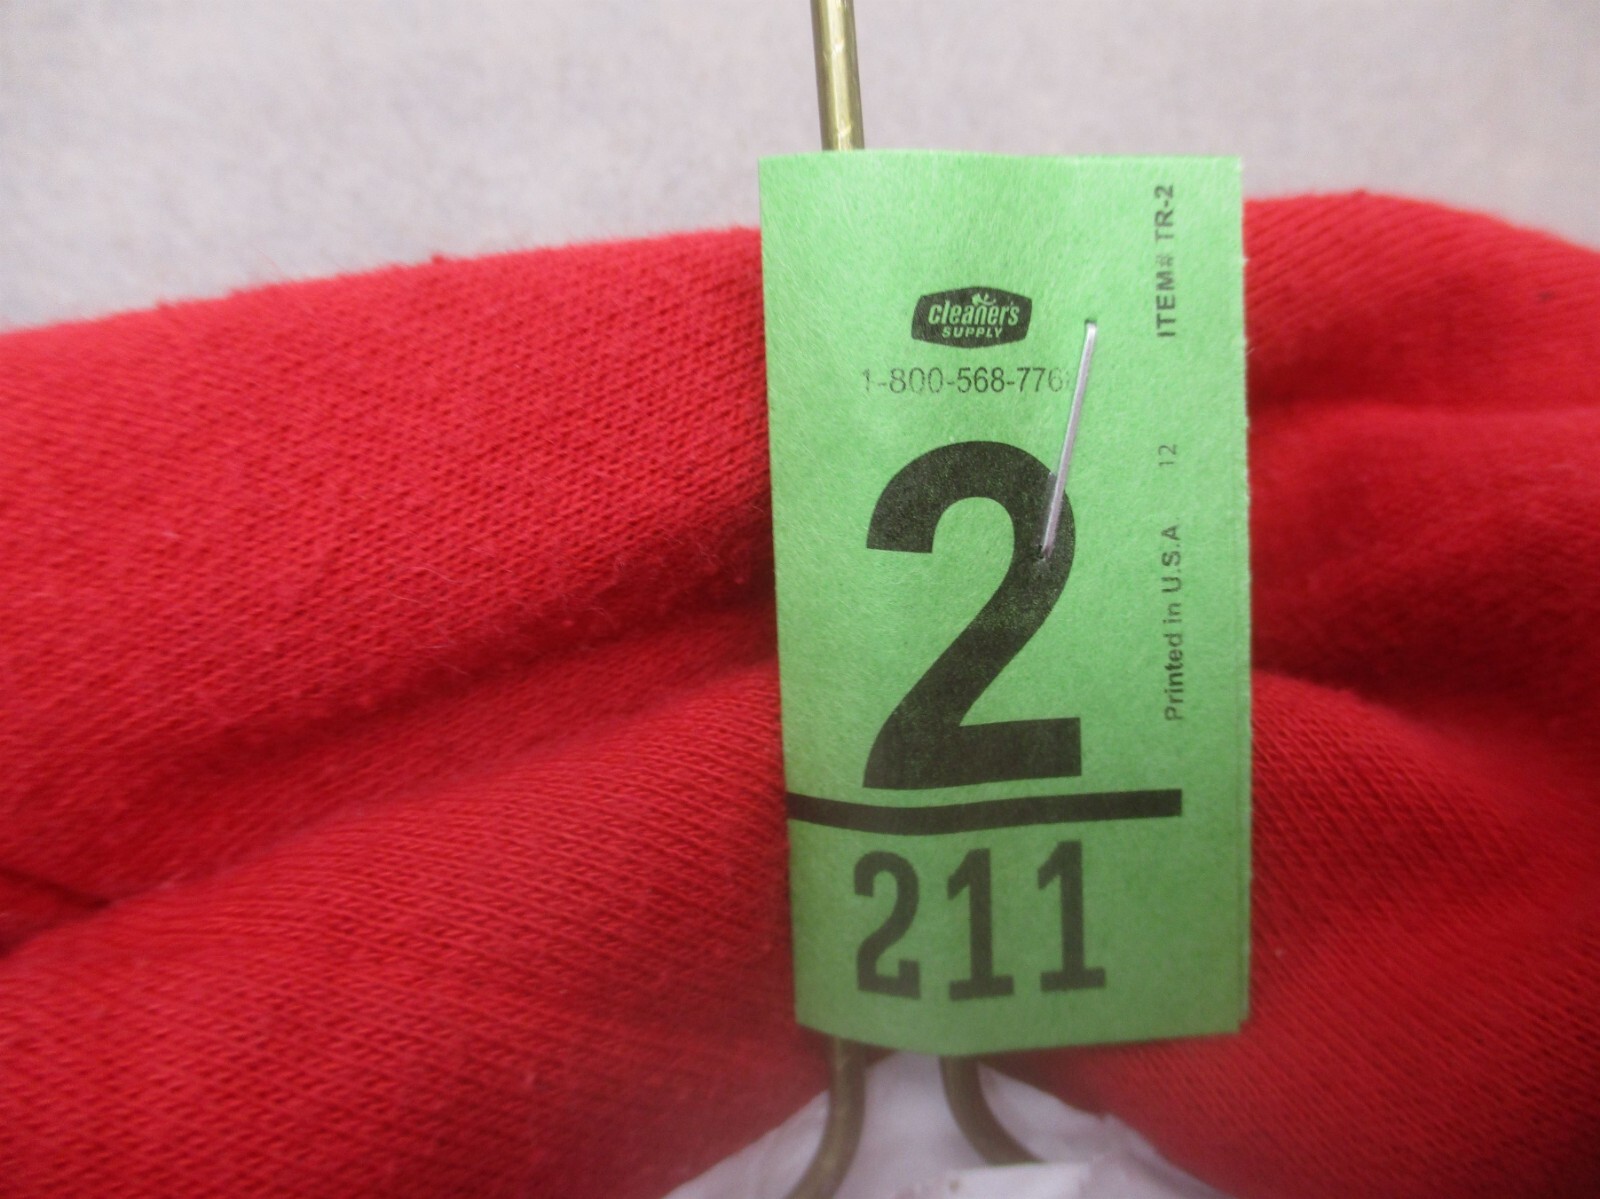 cleaner's
SUPPLY
1-800-568-776
2
211
ITEM# TR-2
12
Printed in U.S.A